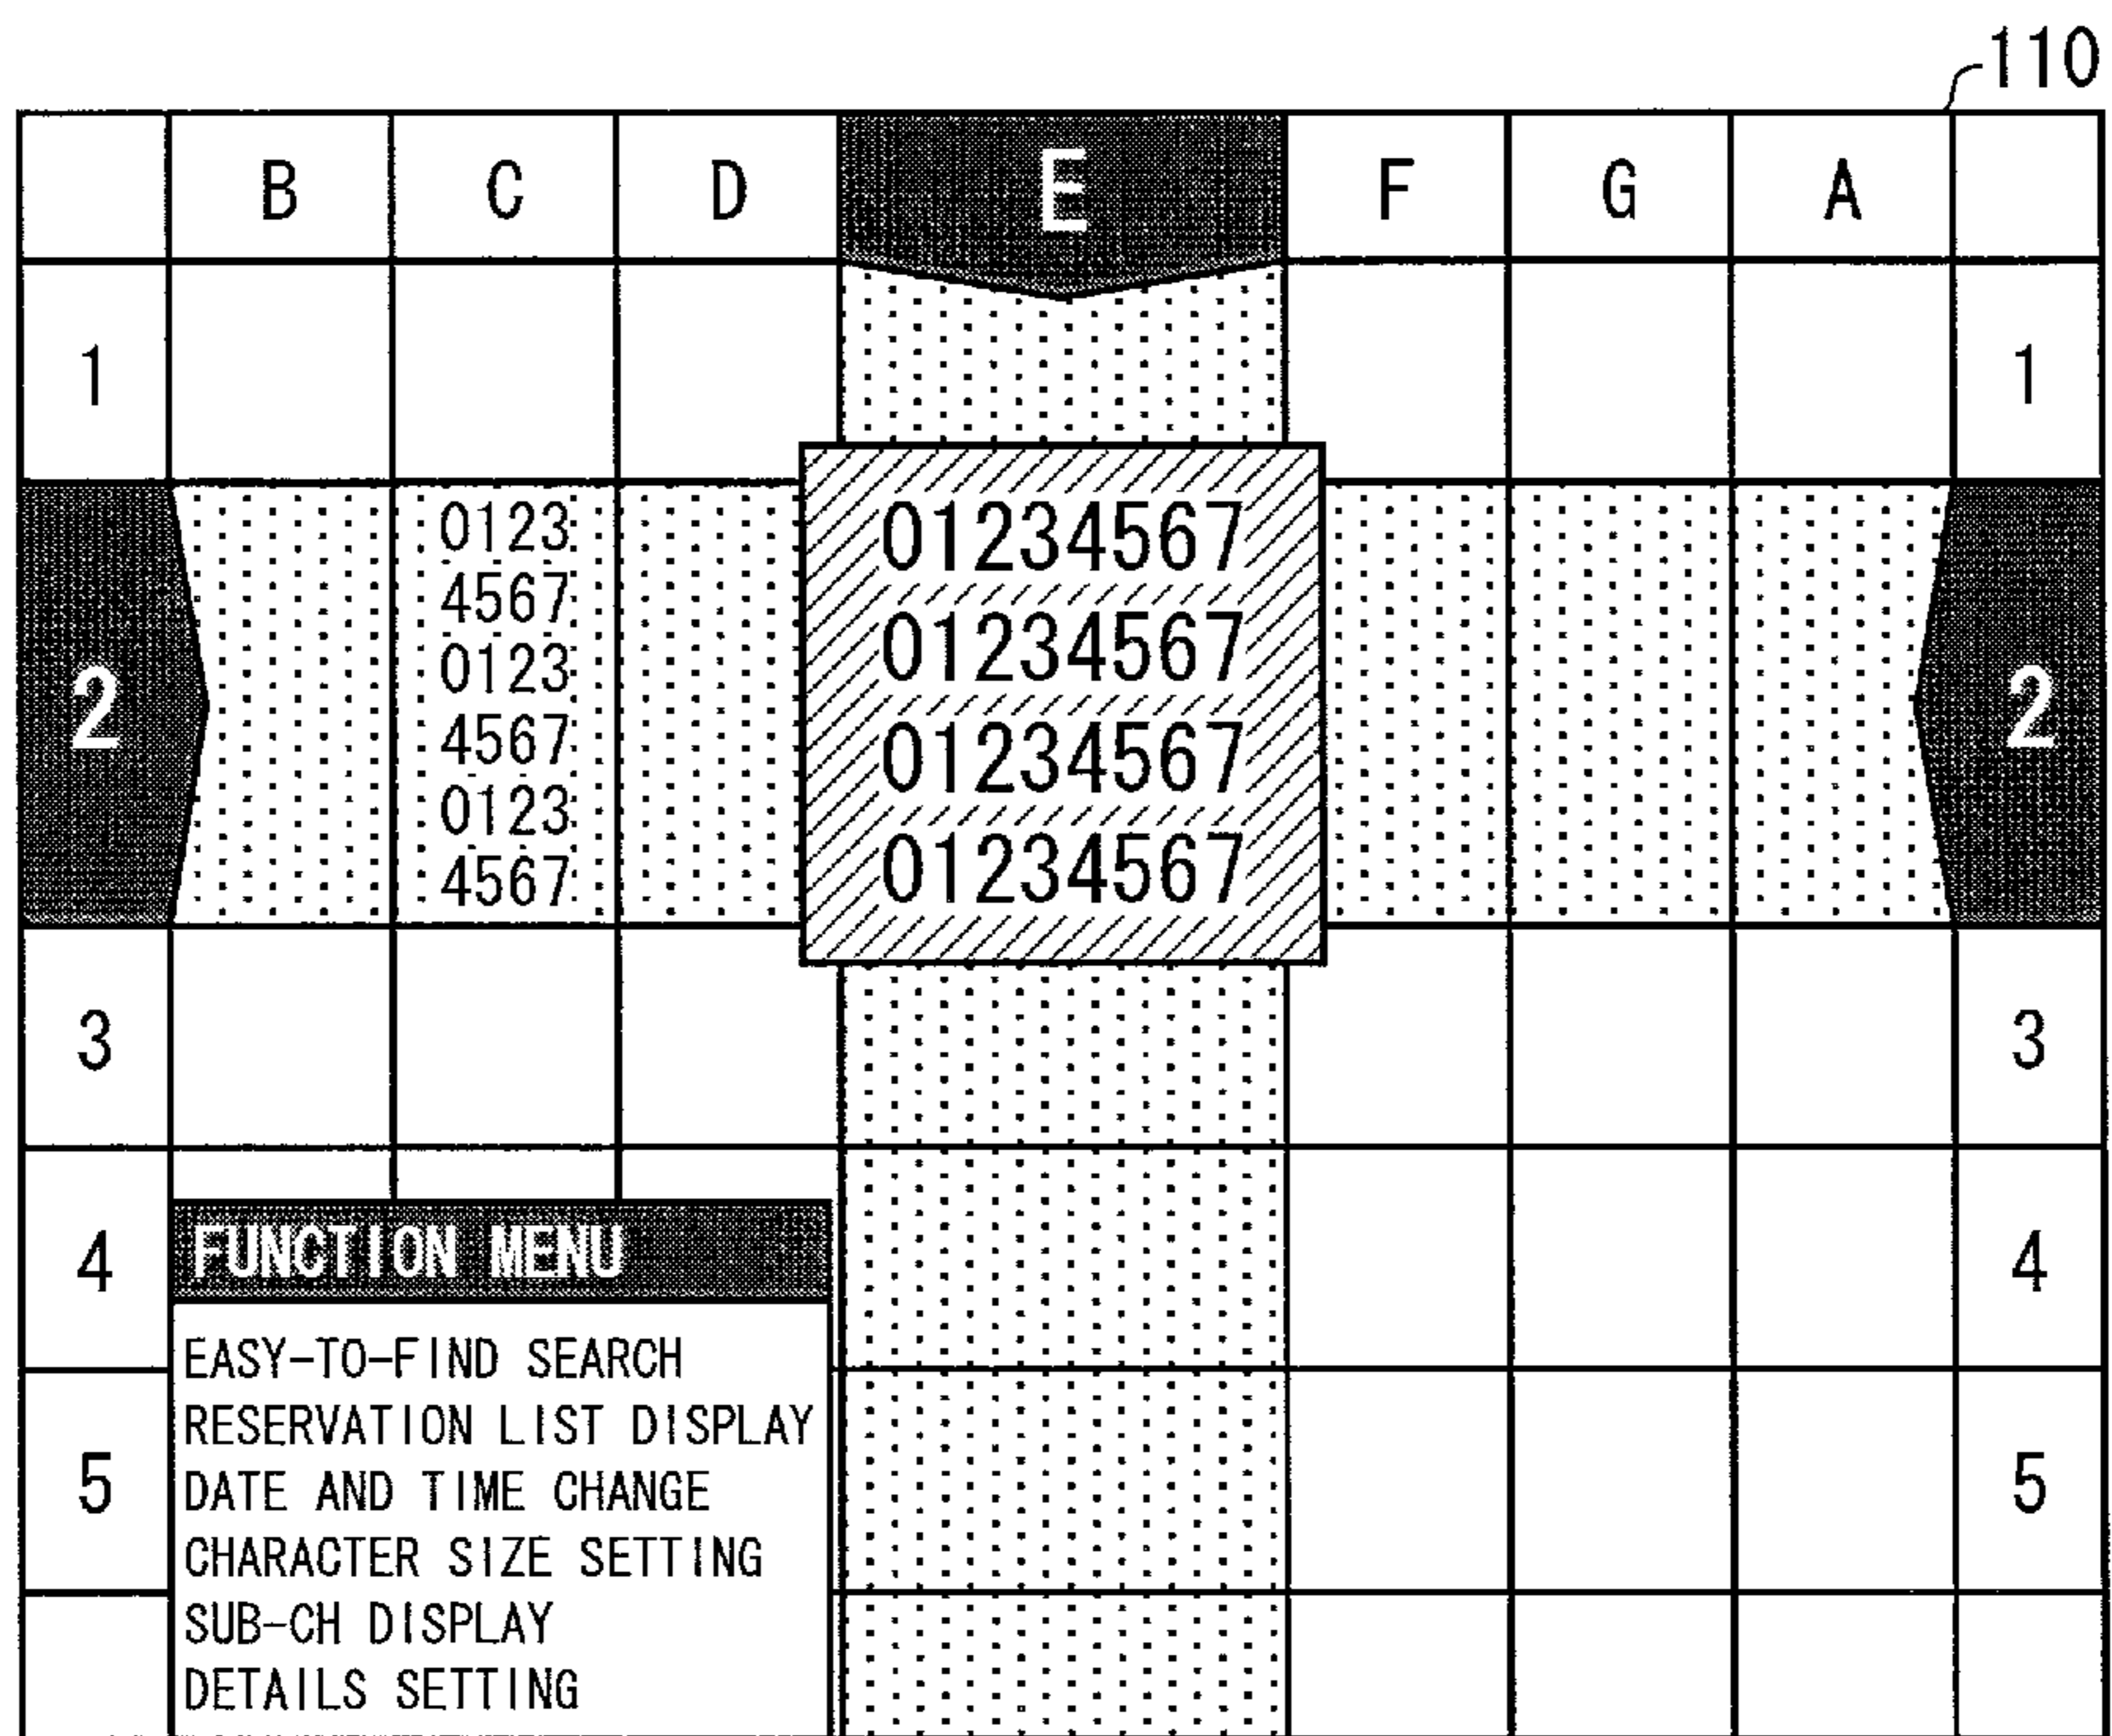 110
B C D E F G A
1 1
0123 01234567
4567
0123 01234567
2 4567 01234567 2
0123
4567 01234567
3 3
4 4
FUNCTION MENU
EASY-TO-FIND SEARCH
RESERVATION LIST DISPLAY
5 DATE AND TIME CHANGE 5
CHARACTER SIZE SETTING
SUB-CH DISPLAY
DETAILS SETTING